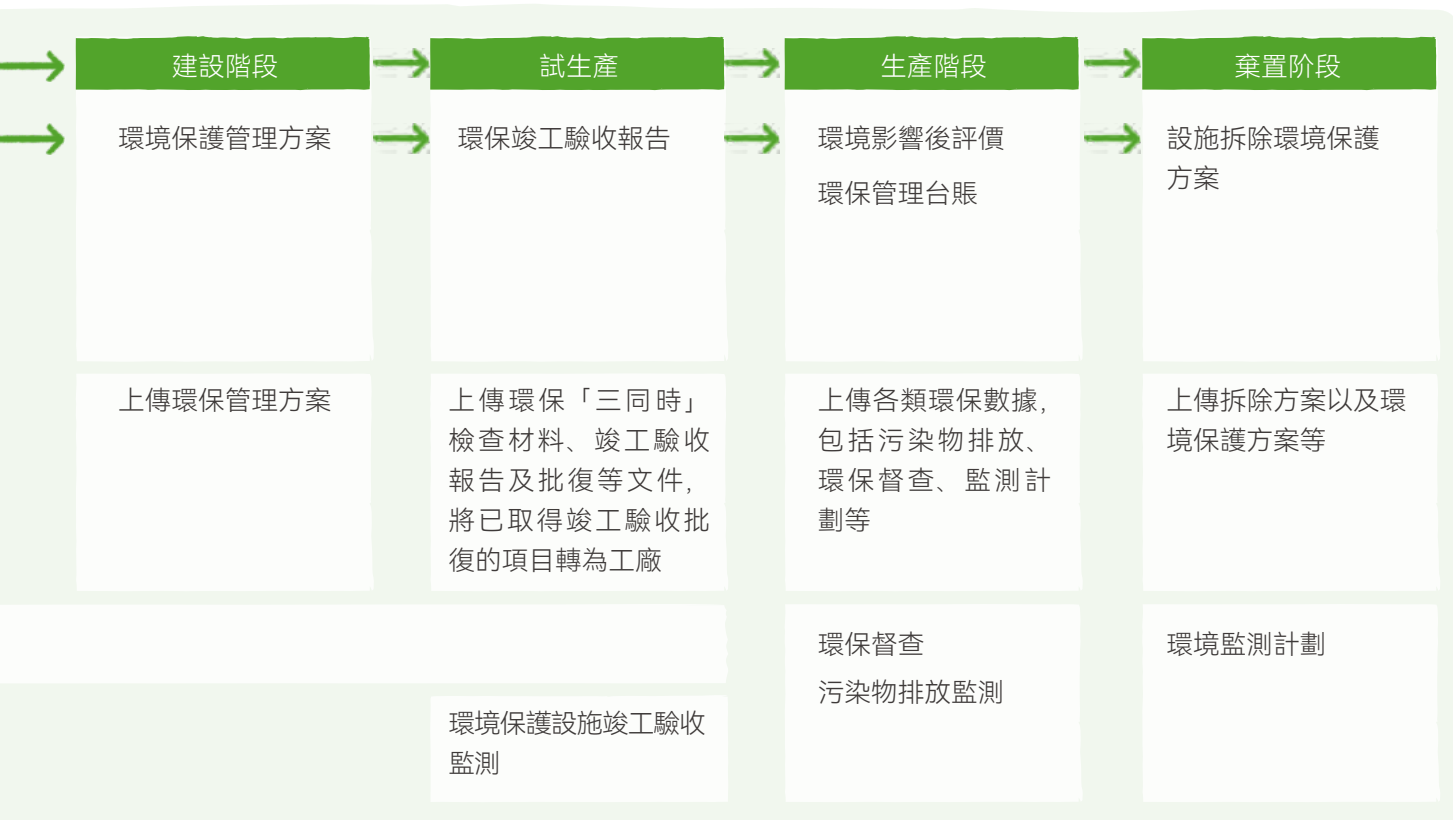 建設階段
試生產
生產階段
棄置阶段
環境保護管理方案
環保竣工驗收報告
環境影響後評價
環保管理台賬
設施拆除環境保護
方案
上傳環保管理方案
上傳環保「三同時」
檢查材料、竣工驗收
報告及批復等文件,
將已取得竣工驗收批
復的項目轉為工廠
上傳各類環保數據,
包括污染物排放、
環保督查、監測計
劃等
上傳拆除方案以及環
境保護方案等
環境保護設施竣工驗收
監測
環保督查
污染物排放監測
環境監測計劃